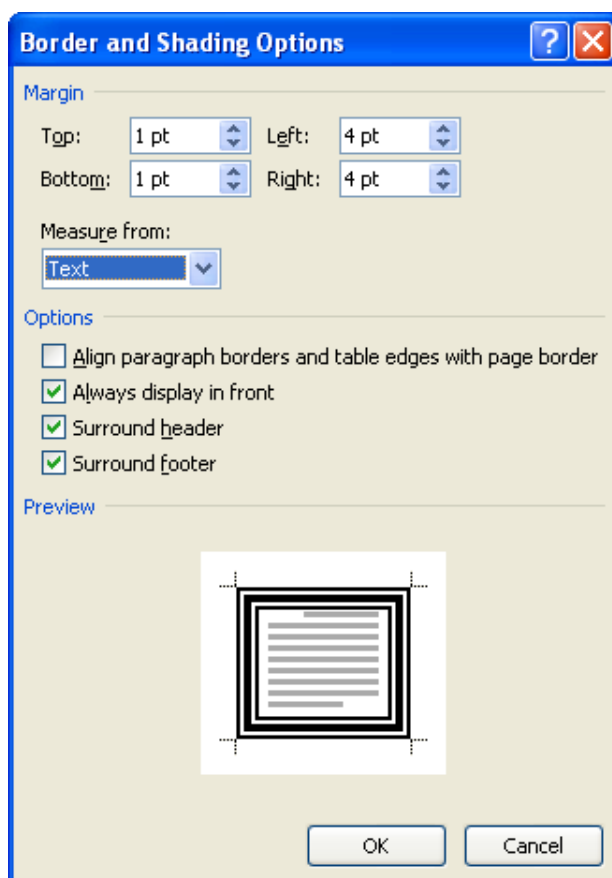 Border and Shading Options ?
Margin
Top: 1 pt Left: 4 pt
Bottom: 1 pt Right: 4 pt
Measure from:
Text
Options
Align paragraph borders and table edges with page border
Always display in front
Surround header
Surround footer
Preview
OK Cancel